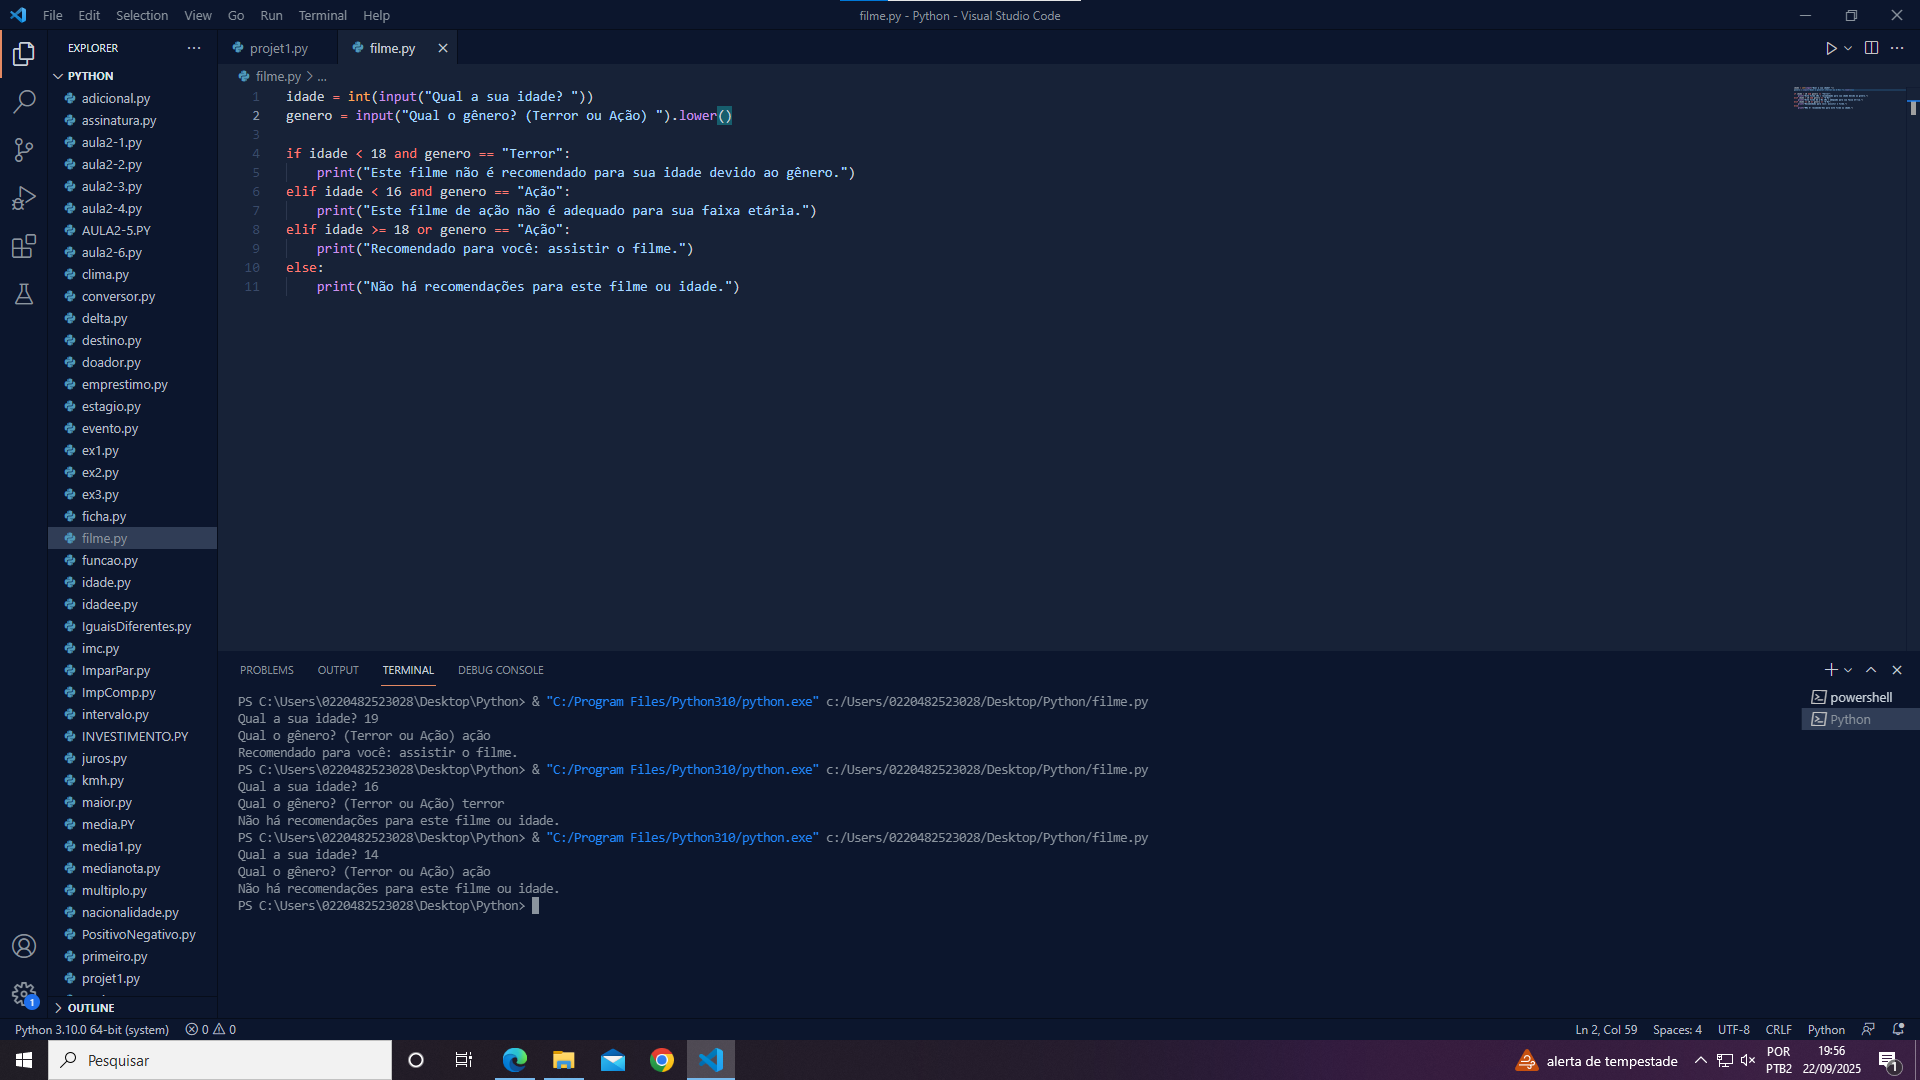 File Edit Selection View Go Run Terminal Help
filme.py - Python - Visual Studio Code
EXPLORER
PYTHON
adicional.py
assinatura.py
aula2-1.py
aula2-2.py
aula2-3.py
aula2-4.py
AULA2-5.PY
aula2-6.py
clima.py
conversor.py
delta.py
destino.py
doador.py
emprestimo.py
estagio.py
evento.py
ex1.py
ex2.py
ex3.py
ficha.py
filme.py
funcao.py
idade.py
idadee.py
IguaisDiferentes.py
imc.py
ImparPar.py
ImpComp.py
intervalo.py
INVESTIMENTO.PY
juros.py
kmh.py
maior.py
media.PY
media1.py
medianota.py
multiplo.py
nacionalidade.py
PositivoNegativo.py
primeiro.py
projet1.py
OUTLINE
projet1.py
filme.py
filme.py > ...
1 idade = int(input("Qual a sua idade? "))
2 genero = input("Qual o gênero? (Terror ou Ação) ").lower()
3
4 if idade < 18 and genero == "Terror":
5     print("Este filme não é recomendado para sua idade devido ao gênero.")
6 elif idade < 16 and genero == "Ação":
7     print("Este filme de ação não é adequado para sua faixa etária.")
8 elif idade >= 18 or genero == "Ação":
9     print("Recomendado para você: assistir o filme.")
10 else:
11     print("Não há recomendações para este filme ou idade.")
PROBLEMS OUTPUT TERMINAL DEBUG CONSOLE
PS C:\Users\0220482523028\Desktop\Python> & "C:/Program Files/Python310/python.exe" c:/Users/0220482523028/Desktop/Python/filme.py
Qual a sua idade? 19
Qual o gênero? (Terror ou Ação) ação
Recomendado para você: assistir o filme.
PS C:\Users\0220482523028\Desktop\Python> & "C:/Program Files/Python310/python.exe" c:/Users/0220482523028/Desktop/Python/filme.py
Qual a sua idade? 16
Qual o gênero? (Terror ou Ação) terror
Não há recomendações para este filme ou idade.
PS C:\Users\0220482523028\Desktop\Python> & "C:/Program Files/Python310/python.exe" c:/Users/0220482523028/Desktop/Python/filme.py
Qual a sua idade? 14
Qual o gênero? (Terror ou Ação) ação
Não há recomendações para este filme ou idade.
PS C:\Users\0220482523028\Desktop\Python>
powershell
Python
1
Python 3.10.0 64-bit (system) 0 0
Ln 2, Col 59 Spaces: 4 UTF-8 CRLF Python
Pesquisar
alerta de tempestade
POR
PTB2
19:56
22/09/2025
1